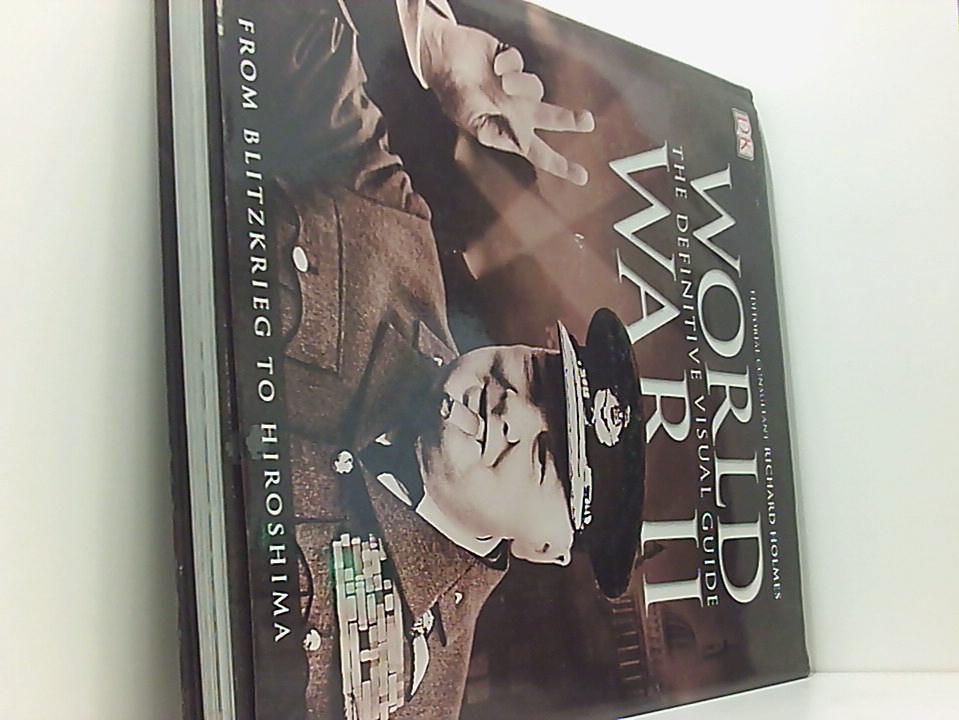 DK
EDITORIAL CONSULTANT RICHARD HOLMES
WORLD
THE DEFINITIVE VISUAL GUIDE
WAR II
FROM BLITZKRIEG TO HIROSHIMA